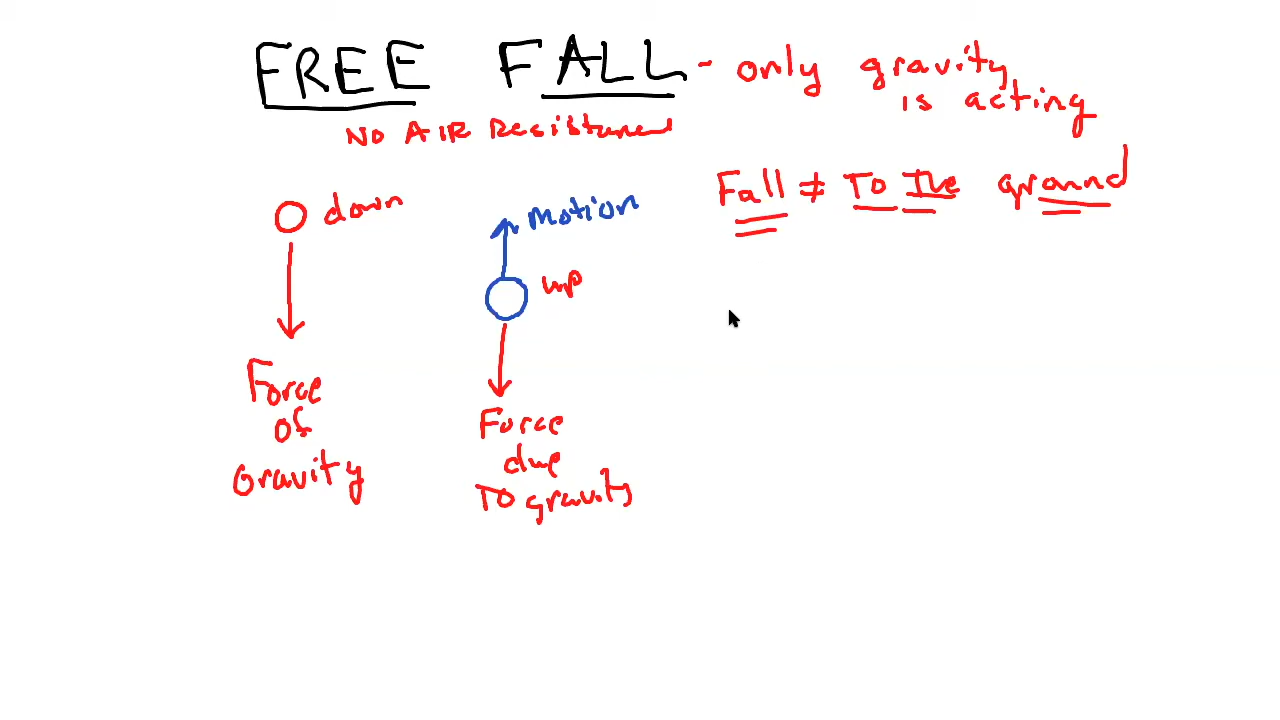 FREE FALL - only gravity
is acting
No AIR Resistance
Fall ≠ To The ground
down
Motion
up
Force
of
Gravity
Force
due
To gravity